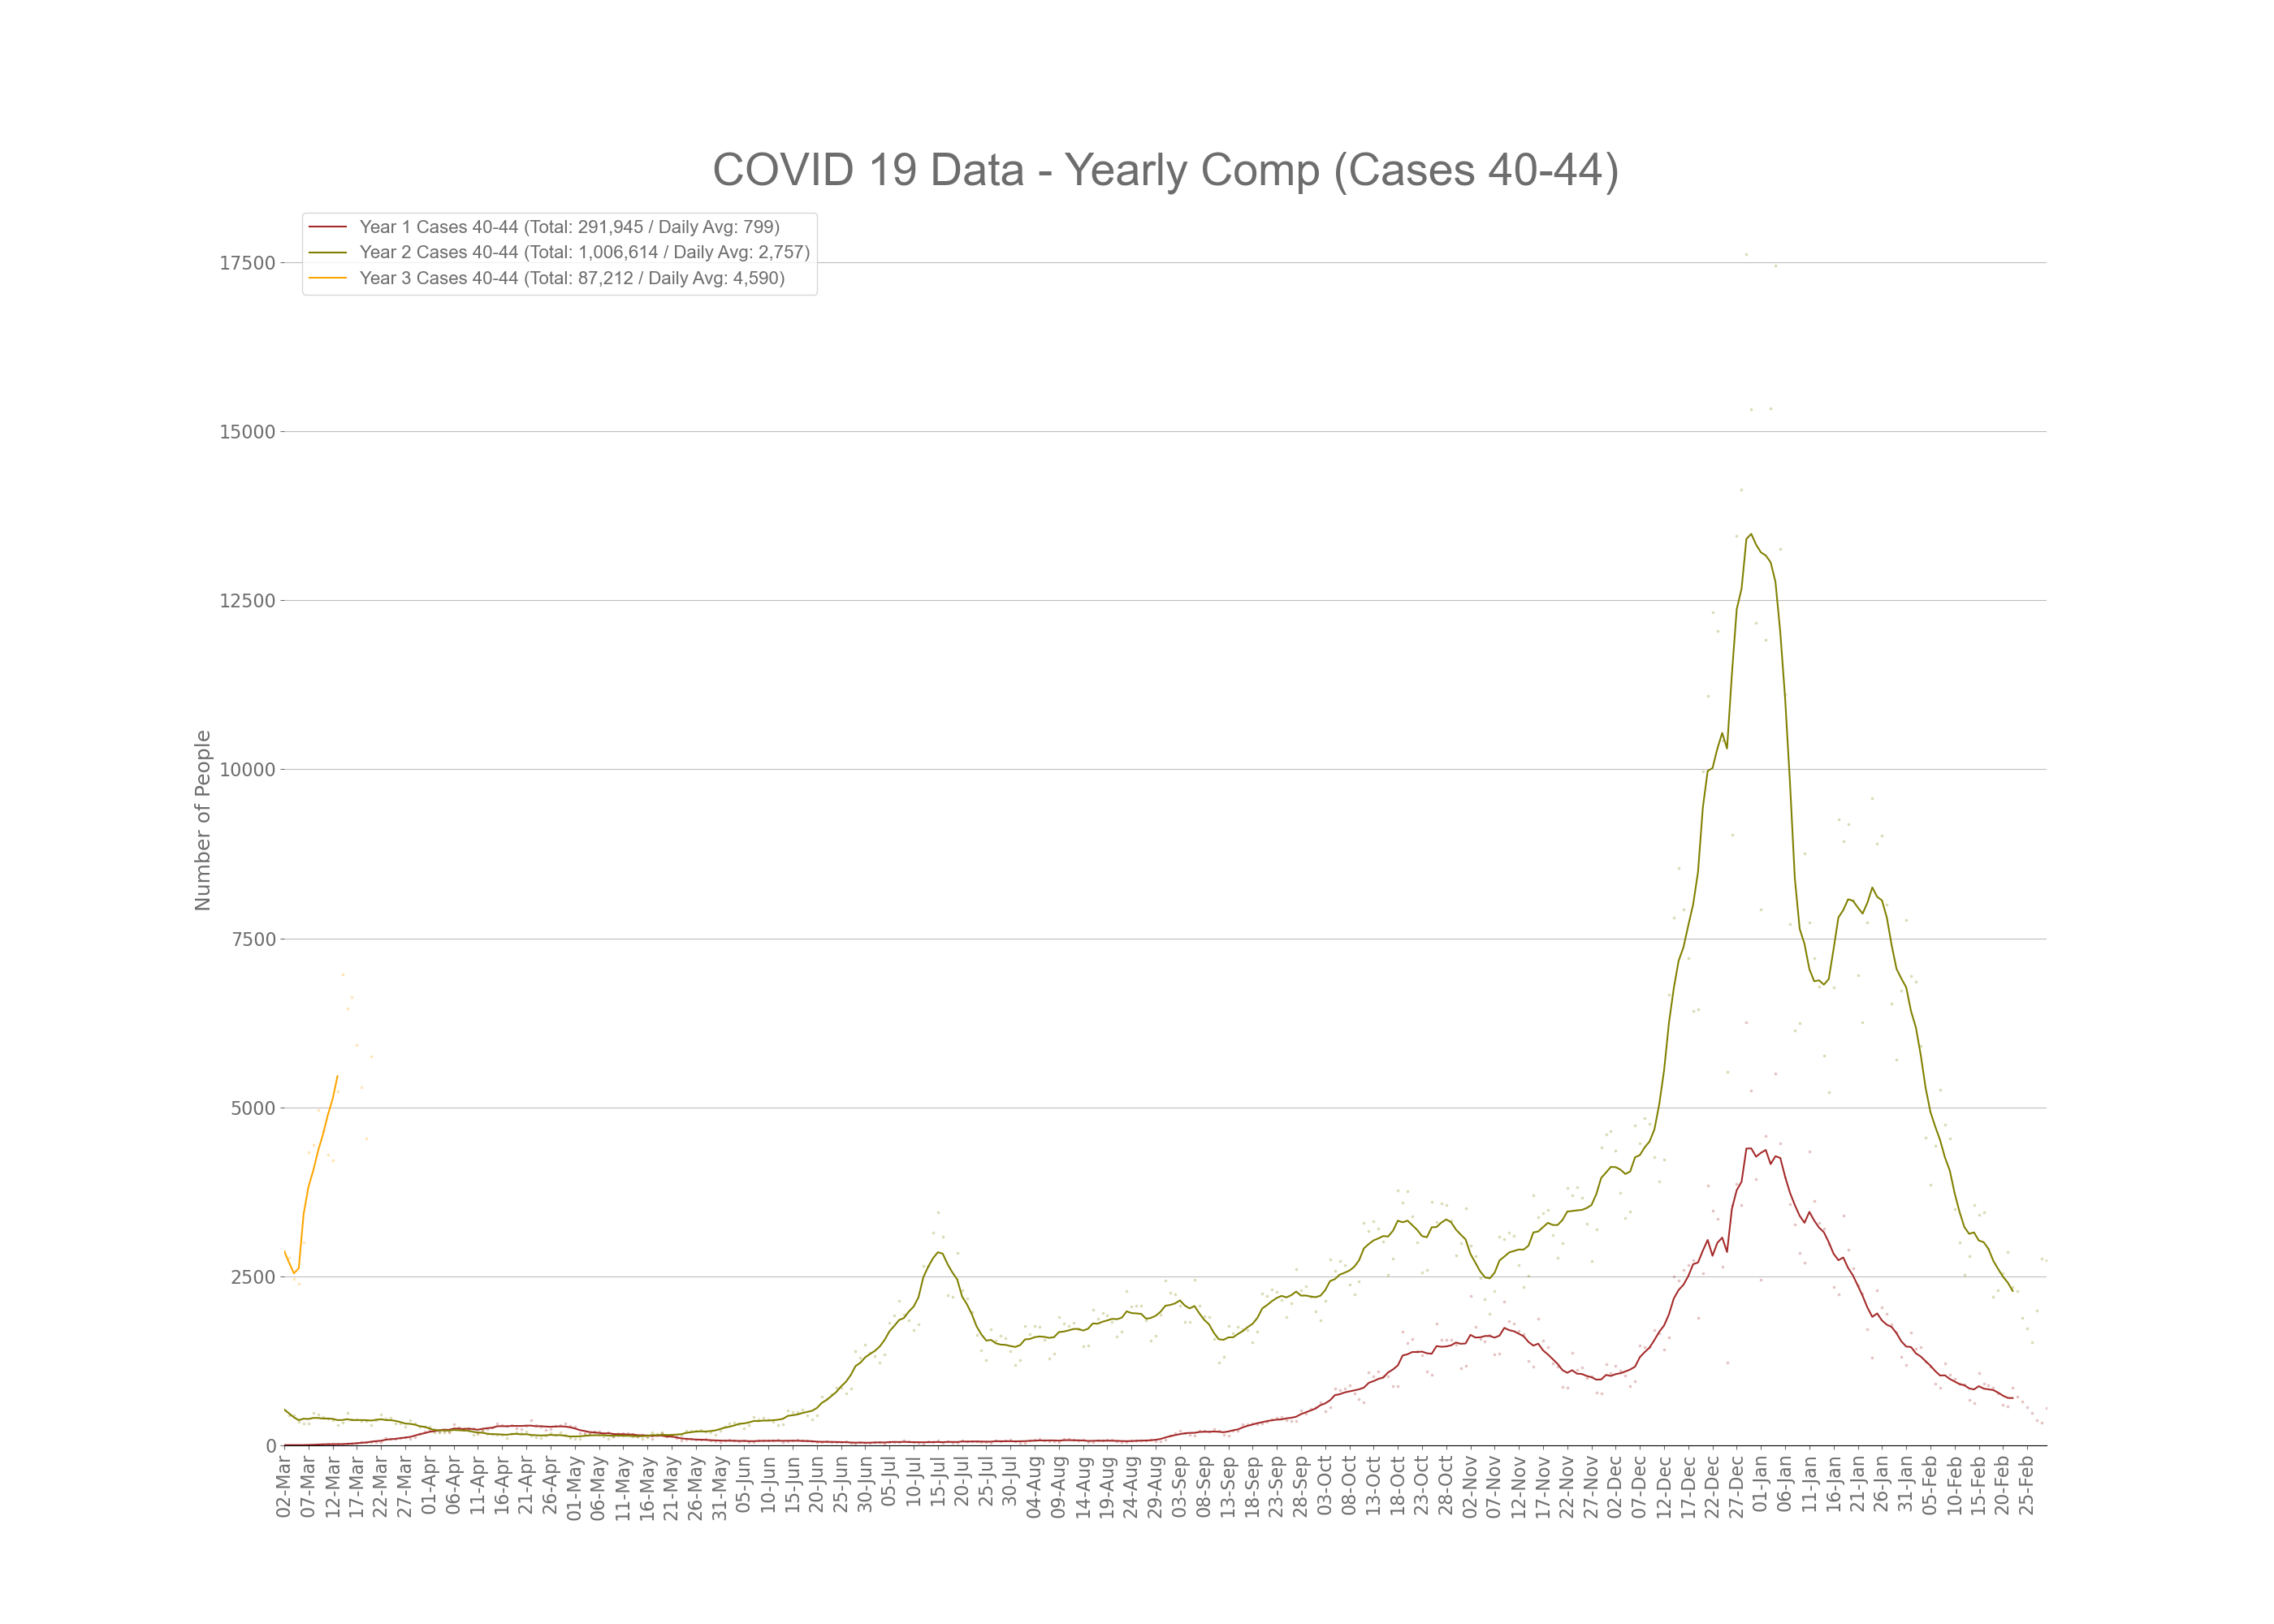 COVID 19 Data - Yearly Comp (Cases 40-44)
Year 1 Cases 40-44 (Total: 291,945 / Daily Avg: 799)
Year 2 Cases 40-44 (Total: 1,006,614 / Daily Avg: 2,757)
Year 3 Cases 40-44 (Total: 87,212 / Daily Avg: 4,590)
Number of People
17500
15000
12500
10000
7500
5000
2500
0
02-Mar
07-Mar
12-Mar
17-Mar
22-Mar
27-Mar
01-Apr
06-Apr
11-Apr
16-Apr
21-Apr
26-Apr
01-May
06-May
11-May
16-May
21-May
26-May
31-May
05-Jun
10-Jun
15-Jun
20-Jun
25-Jun
30-Jun
05-Jul
10-Jul
15-Jul
20-Jul
25-Jul
30-Jul
04-Aug
09-Aug
14-Aug
19-Aug
24-Aug
29-Aug
03-Sep
08-Sep
13-Sep
18-Sep
23-Sep
28-Sep
03-Oct
08-Oct
13-Oct
18-Oct
23-Oct
28-Oct
02-Nov
07-Nov
12-Nov
17-Nov
22-Nov
27-Nov
02-Dec
07-Dec
12-Dec
17-Dec
22-Dec
27-Dec
01-Jan
06-Jan
11-Jan
16-Jan
21-Jan
26-Jan
31-Jan
05-Feb
10-Feb
15-Feb
20-Feb
25-Feb